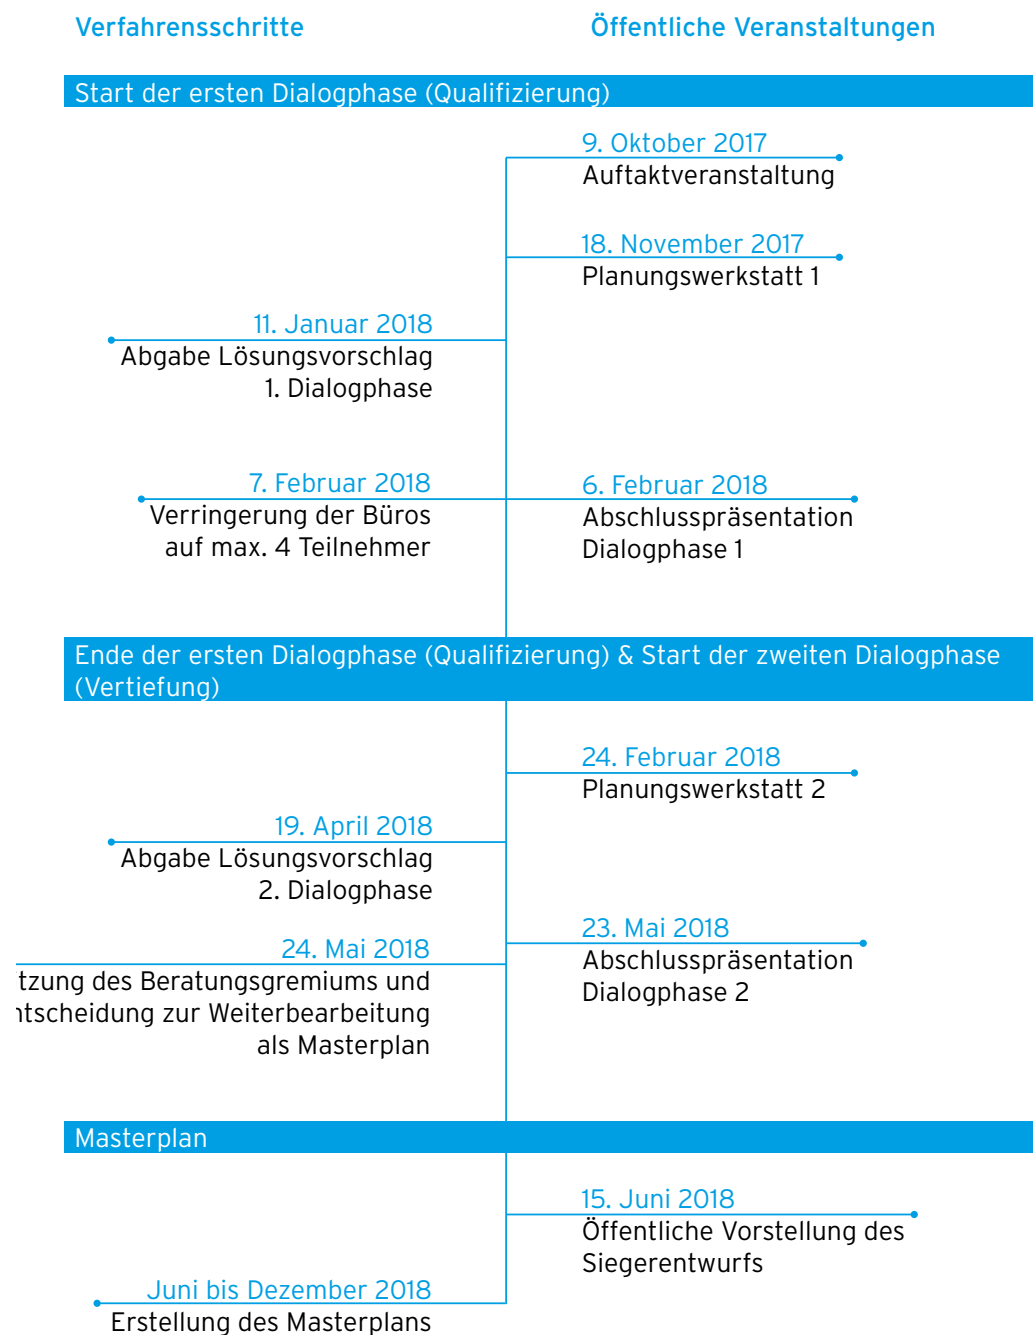 Verfahrensschritte
Öffentliche Veranstaltungen
Start der ersten Dialogphase (Qualifizierung)
9. Oktober 2017
Auftaktveranstaltung
18. November 2017
Planungswerkstatt 1
11. Januar 2018
Abgabe Lösungsvorschlag
1. Dialogphase
7. Februar 2018
Verringerung der Büros
auf max. 4 Teilnehmer
6. Februar 2018
Abschlusspräsentation
Dialogphase 1
Ende der ersten Dialogphase (Qualifizierung) & Start der zweiten Dialogphase
(Vertiefung)
24. Februar 2018
Planungswerkstatt 2
19. April 2018
Abgabe Lösungsvorschlag
2. Dialogphase
23. Mai 2018
Abschlusspräsentation
Dialogphase 2
24. Mai 2018
tzung des Beratungsgremiums und
ntscheidung zur Weiterbearbeitung
als Masterplan
Masterplan
15. Juni 2018
Öffentliche Vorstellung des
Siegerentwurfs
Juni bis Dezember 2018
Erstellung des Masterplans